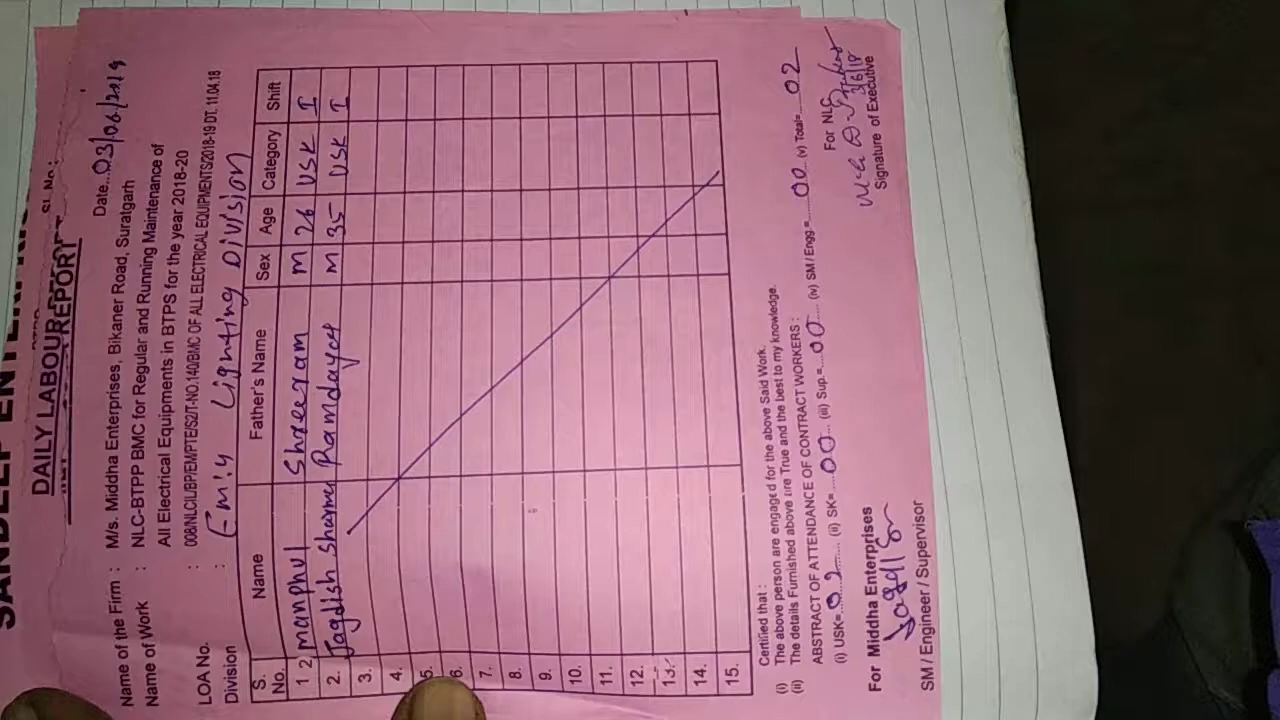 DAILY LABOUR REPORT
SL. No.:
Date...03/06/2019
Name of the Firm : M/s. Middha Enterprises, Bikaner Road, Suratgarh
Name of Work : NLC-BTPP BMC for Regular and Running Maintenance of
All Electrical Equipments in BTPS for the year 2018-20
LOA No. : 008/NLCIL/BP/EMPTE/S2/T-NO.140/BMC OF ALL ELECTRICAL EQUIPMENTS/2018-19 DT. 11.04.18
Division : Em:y Lighting Division
S. No. Name Father's Name Sex Age Category Shift
1 manphul Shreeram M 26 USK I
2. Jagdish Sharma Ramdayal M 35 USK I
3.
4.
5.
6.
7.
8.
9.
10.
11.
12.
13.
14.
15.
Certified that :
(i) The above person are engaged for the above Said Work.
(ii) The details Furnished above are True and the best to my knowledge.
ABSTRACT OF ATTENDANCE OF CONTRACT WORKERS :
(i) USK=...02... (ii) SK=...00... (iii) Sup.=...00... (iv) SM / Engg.=...00... (v) Total=...02
For Middha Enterprises
For NLC
SM / Engineer / Supervisor
Signature of Executive